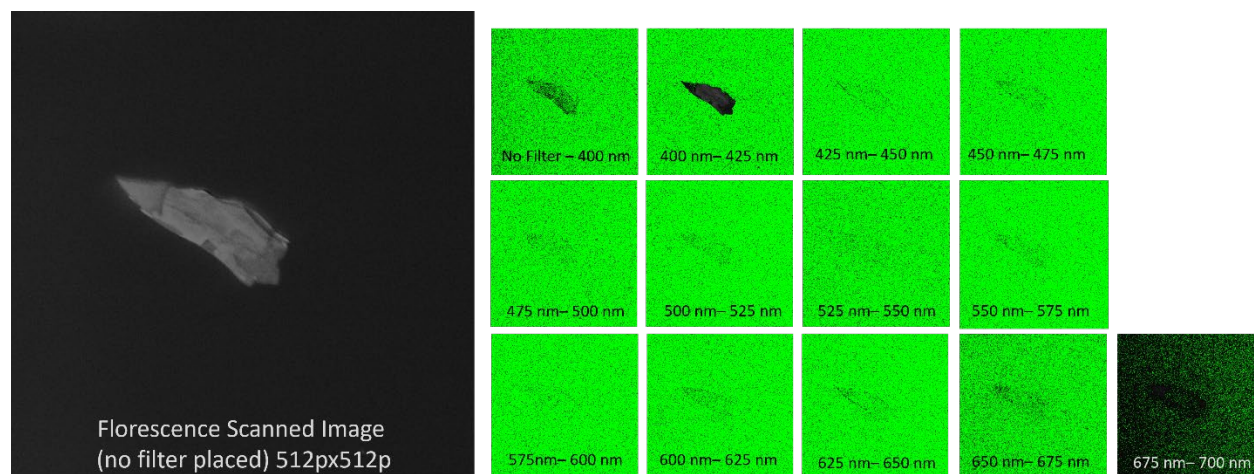 Florescence Scanned Image
(no filter placed) 512px512p
No Filter – 400 nm
400 nm– 425 nm
425 nm– 450 nm
450 nm– 475 nm
475 nm– 500 nm
500 nm – 525 nm
525 nm– 550 nm
550 nm – 575 nm
575nm– 600 nm
600 nm – 625 nm
625 nm – 650 nm
650 nm – 675 nm
675 nm – 700 nm